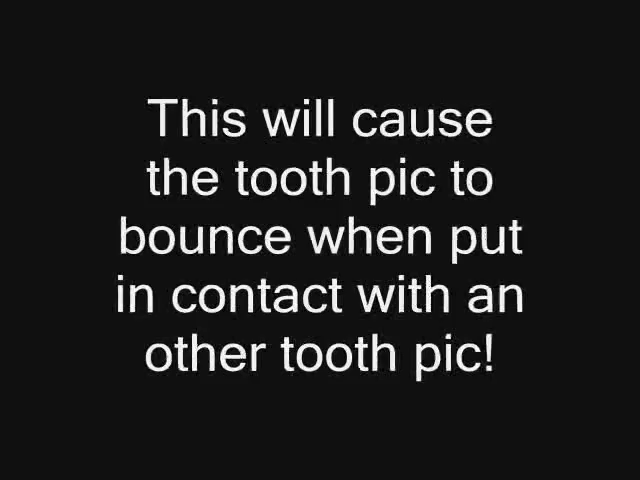 This will cause
the tooth pic to
bounce when put
in contact with an
other tooth pic!